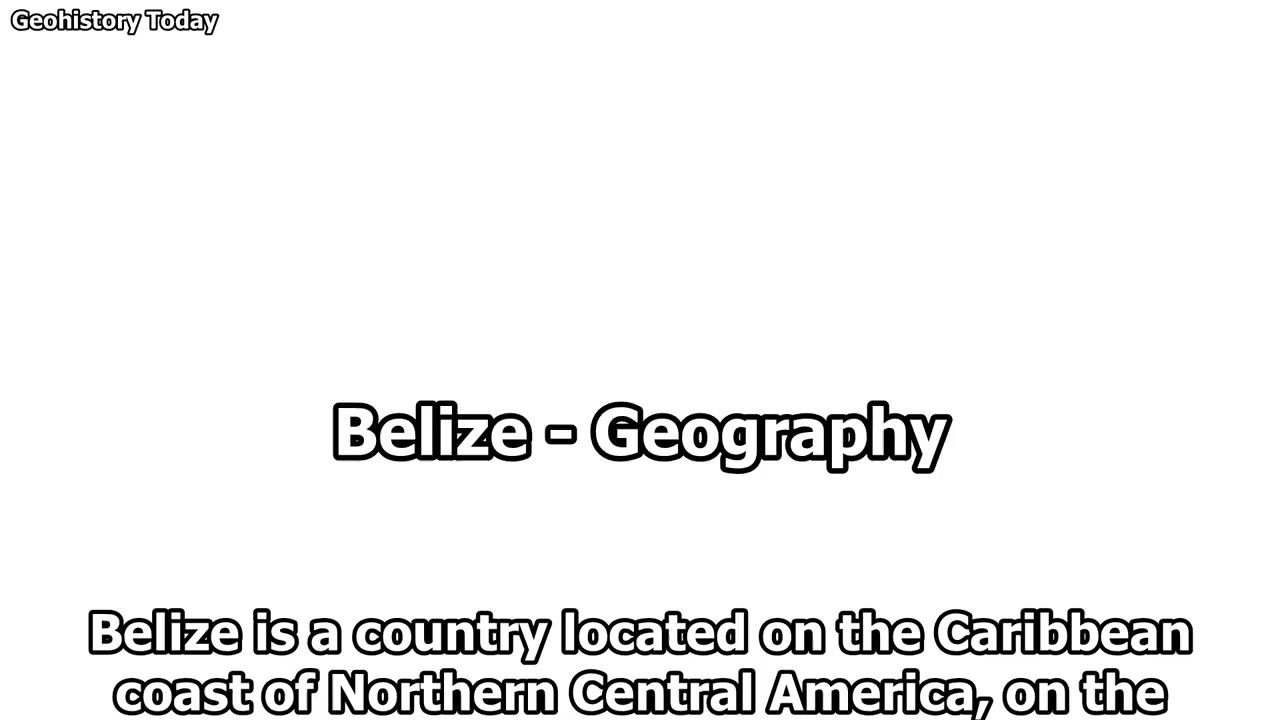 Geohistory Today
Belize - Geography
Belize is a country located on the Caribbean
coast of Northern Central America, on the